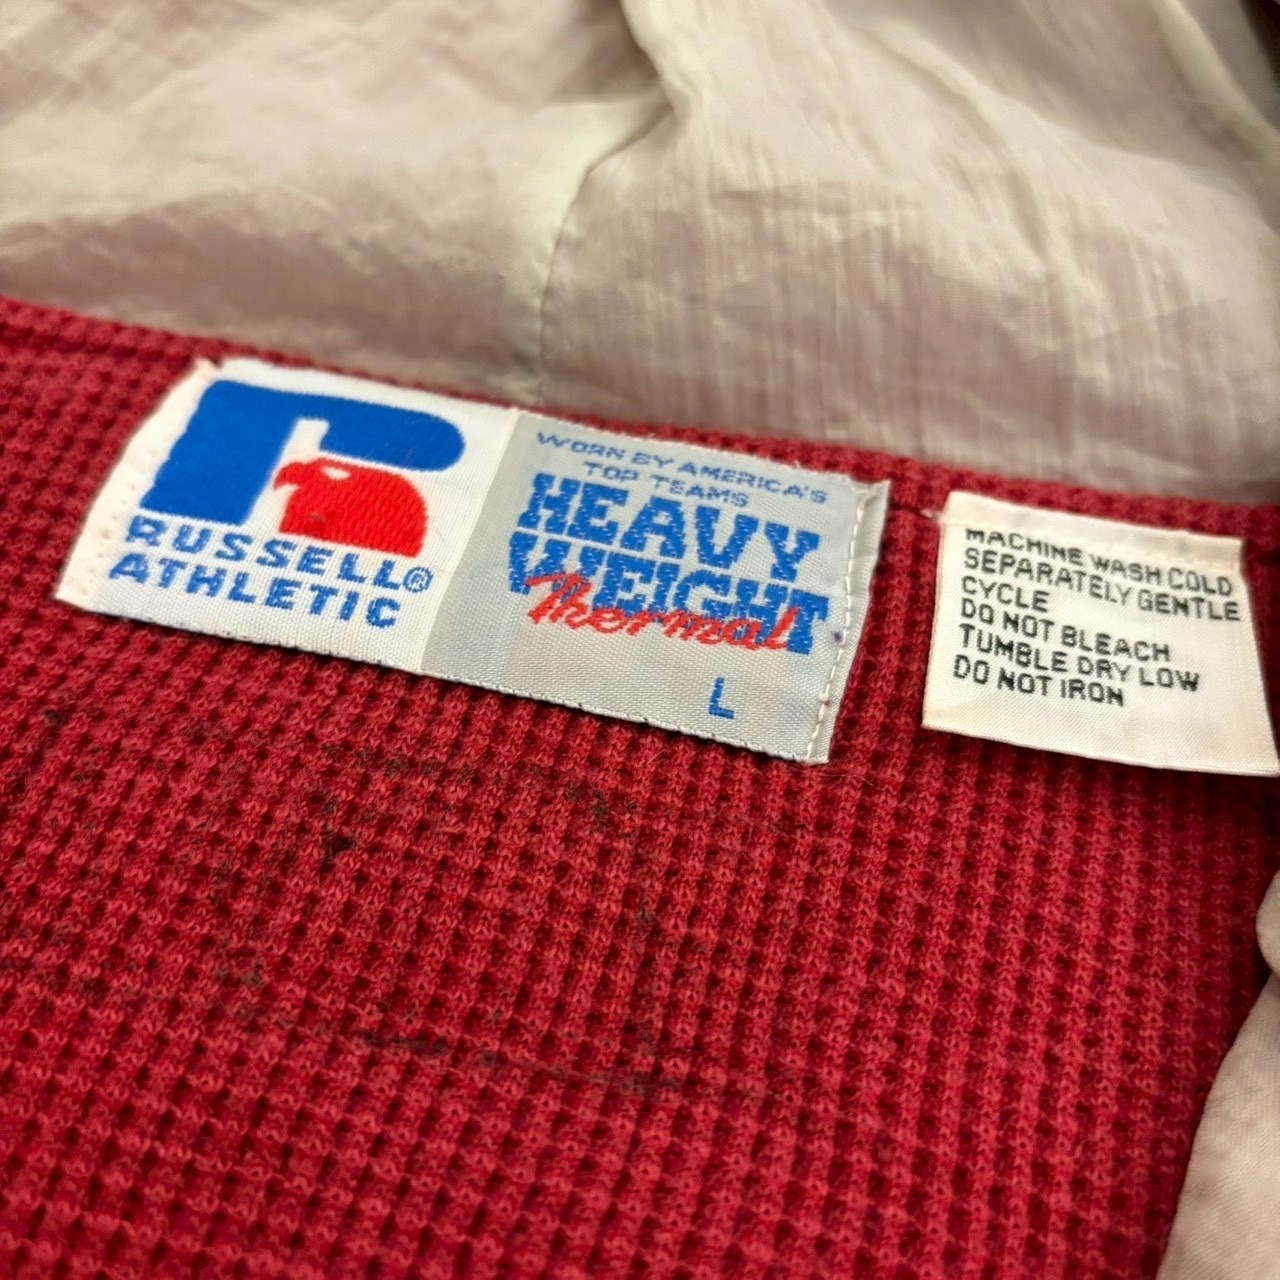 RUSSELL®
ATHLETIC
WORN BY AMERICA'S
TOP TEAMS
HEAVY
WEIGHT
Thermal
L
MACHINE WASH COLD
SEPARATELY GENTLE
CYCLE
DO NOT BLEACH
TUMBLE DRY LOW
DO NOT IRON